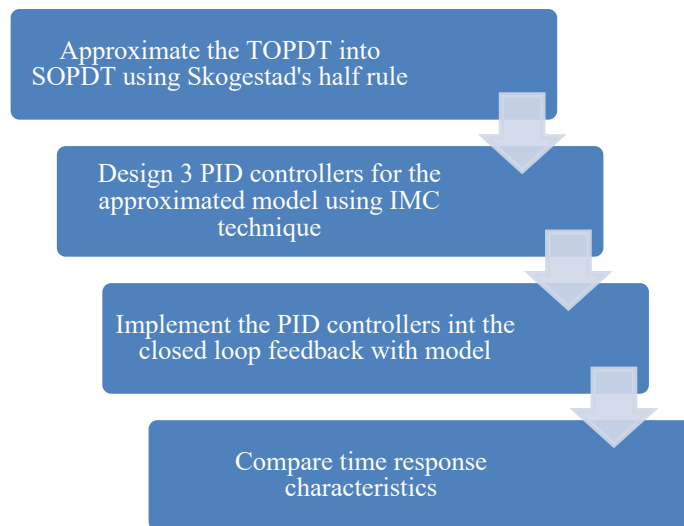 Approximate the TOPDT into
SOPDT using Skogestad's half rule
Design 3 PID controllers for the
approximated model using IMC
technique
Implement the PID controllers int the
closed loop feedback with model
Compare time response
characteristics